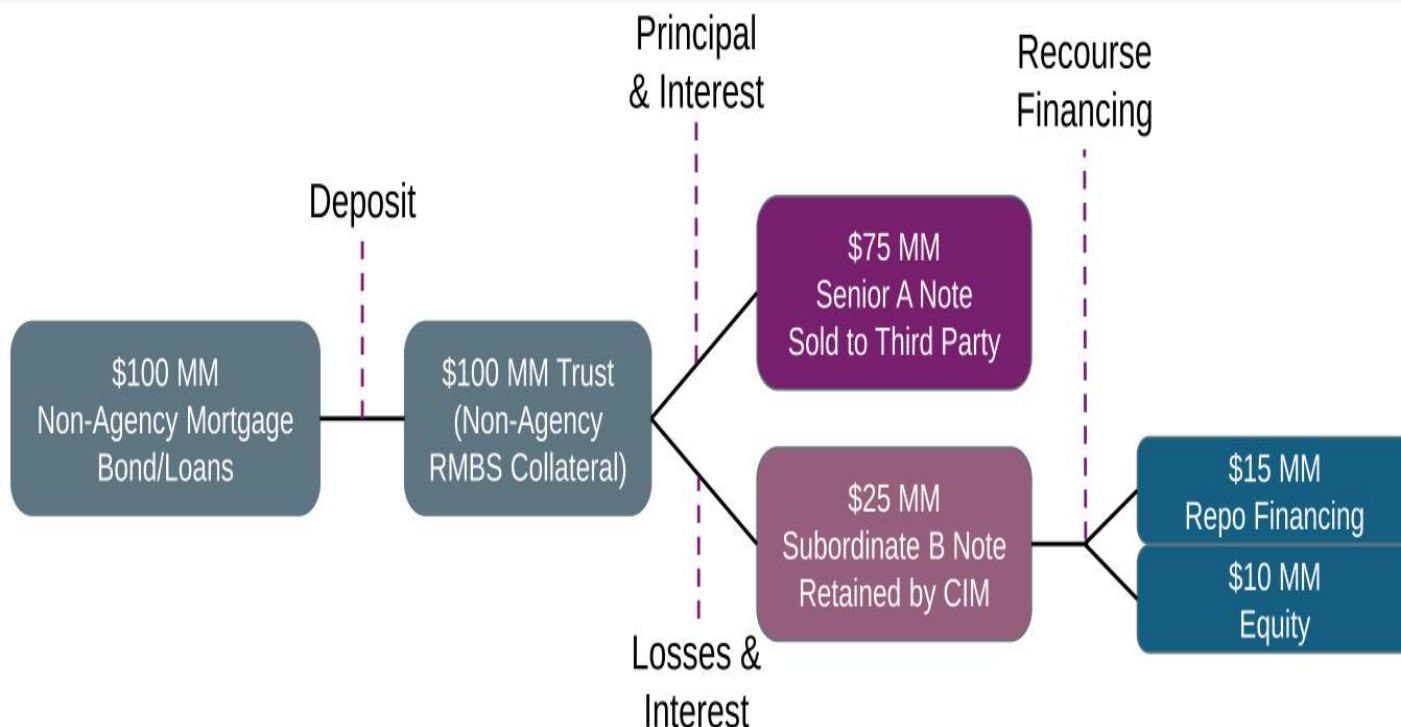 Principal
& Interest
Recourse
Financing
Deposit
$75 MM
Senior A Note
Sold to Third Party
$100 MM
Non-Agency Mortgage
Bond/Loans
$100 MM Trust
(Non-Agency
RMBS Collateral)
$25 MM
Subordinate B Note
Retained by CIM
$15 MM
Repo Financing
$10 MM
Equity
Losses &
Interest